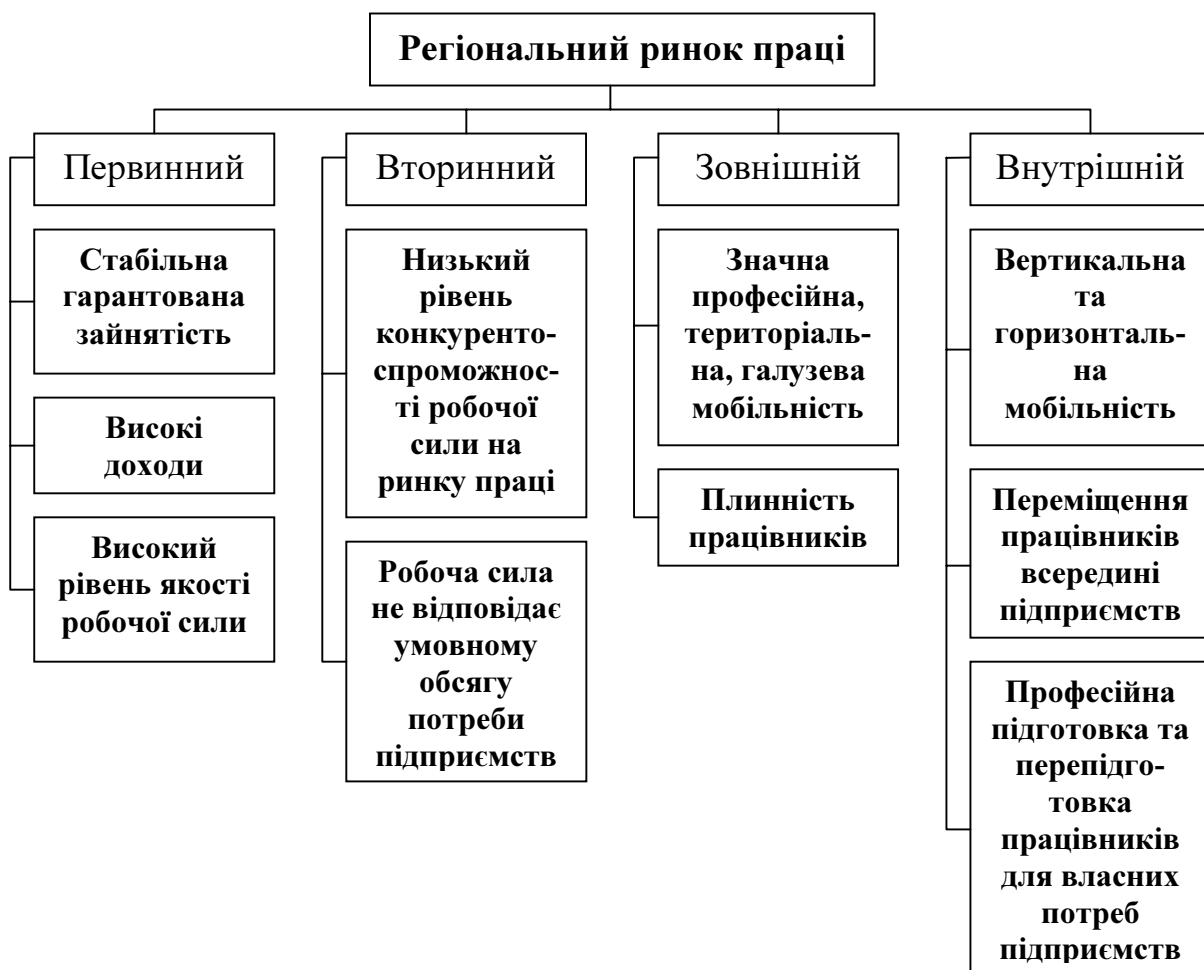 Регіональний ринок праці
Первинний
Стабільна
гарантована
зайнятість
Високі
доходи
Високий
рівень якості
робочої сили
Вторинний
Низький
рівень
конкуренто-
спроможнос-
ті робочої
сили на
ринку праці
Робоча сила
не відповідає
умовному
обсягу
потреби
підприємств
Зовнішній
Значна
професійна,
територіаль-
на, галузева
мобільність
Плинність
працівників
Внутрішній
Вертикальна
та
горизонталь-
на
мобільність
Переміщення
працівників
всередині
підприємств
Професійна
підготовка та
перепідго-
товка
працівників
для власних
потреб
підприємств